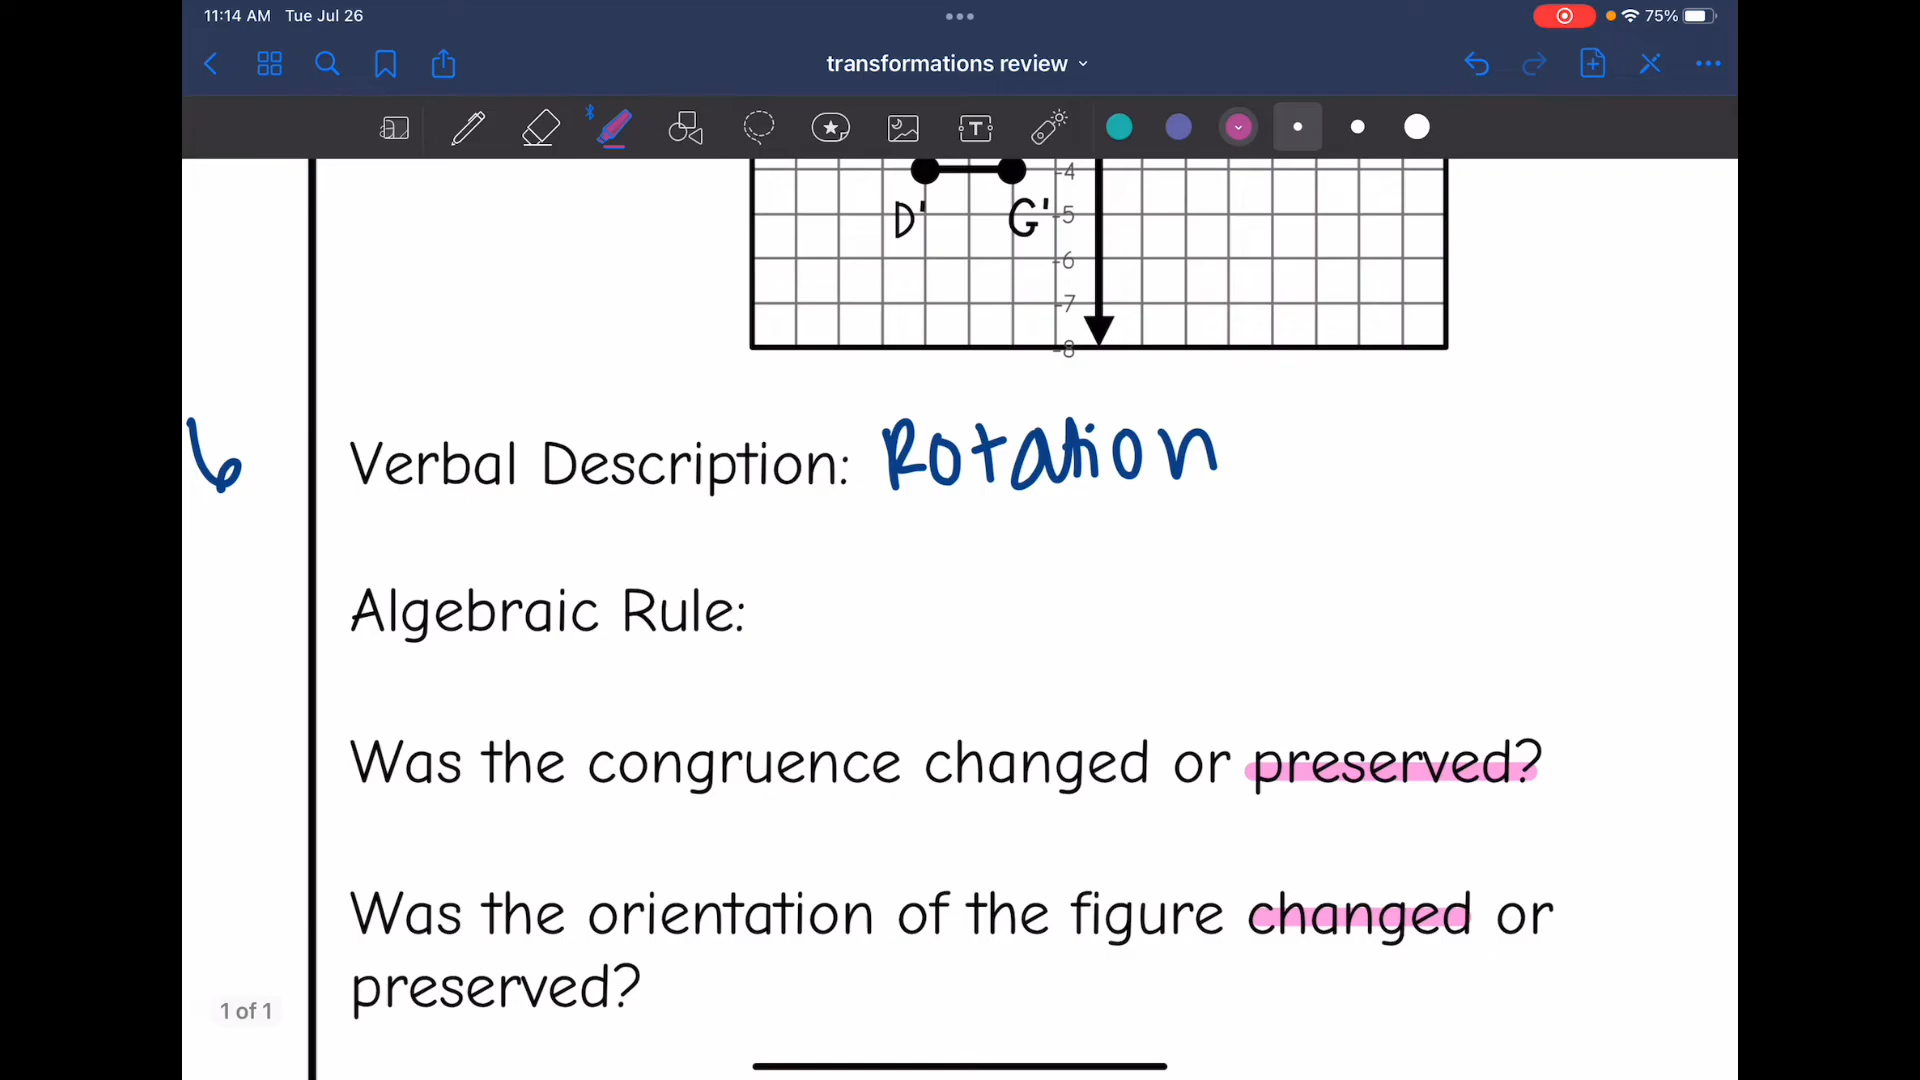 11:14 AM Tue Jul 26
75%
transformations review
-4
D' G' -5
-6
-7
-8
6 Verbal Description: Rotation
Algebraic Rule:
Was the congruence changed or preserved?
Was the orientation of the figure changed or
preserved?
1 of 1